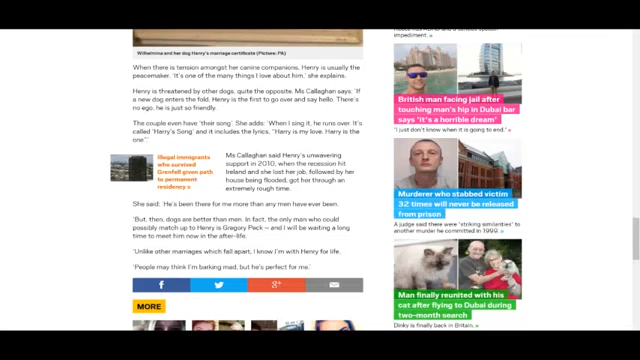 Wilhelmina and her dog Henry's marriage certificate (Picture: PA)
When there is tension amongst her canine companions, Henry is usually the
peacemaker. 'It's one of the many things I love about him,' she explains.
Henry is threatened by other dogs, quite the opposite. Ms Callaghan says: 'If
a new dog enters the fold, Henry is the first to go over and say hello. There's
no ego, he is just so friendly.
The couple even have 'their song'. She adds: 'When I sing it, he runs over. It's
called 'Harry's Song' and it includes the lyrics, "Harry is my love, Harry is the
one".'
Illegal immigrants
who survived
Grenfell given path
to permanent
residency »
Ms Callaghan said Henry's unwavering
support in 2010, when the recession hit
Ireland and she lost her job, followed by her
house being flooded, got her through an
extremely rough time.
She said: 'He's been there for me more than any men have ever been.
'But, then, dogs are better than men. In fact, the only man who could
possibly match up to Henry is Gregory Peck – and I will be waiting a long
time to meet him now in the after-life.
'Unlike other marriages which fall apart, I know I'm with Henry for life.
'People may think I'm barking mad, but he's perfect for me.'
f
g+
MORE
impediment. »
British man facing jail after
touching man's hip in Dubai bar
says 'it's a horrible dream'
'I just don't know when it is going to end.' »
Murderer who stabbed victim
32 times will never be released
from prison
A judge said there were 'striking similarities' to
another murder he committed in 1999. »
Man finally reunited with his
cat after flying to Dubai during
two-month search
Dinky is finally back in Britain. »